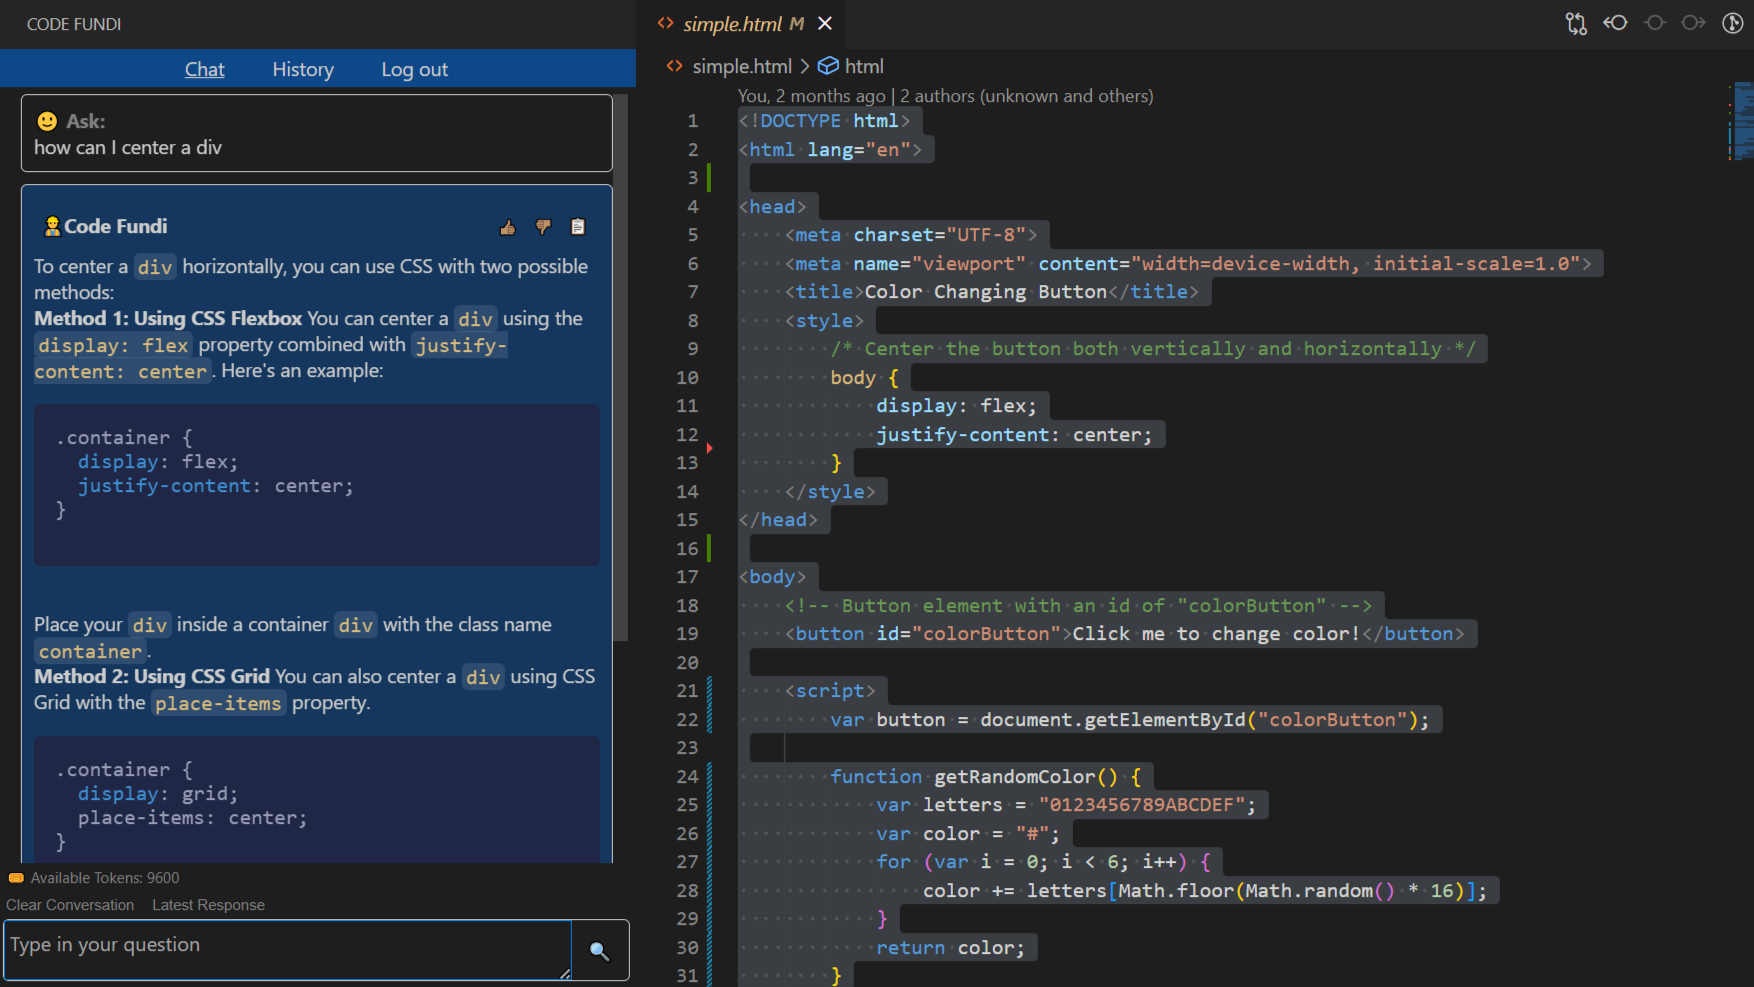 CODE FUNDI
Chat History Log out
Ask:
how can I center a div
Code Fundi
To center a div horizontally, you can use CSS with two possible
methods:
Method 1: Using CSS Flexbox You can center a div using the
display: flex property combined with justify-
content: center. Here's an example:
.container {
  display: flex;
  justify-content: center;
}
Place your div inside a container div with the class name
container.
Method 2: Using CSS Grid You can also center a div using CSS
Grid with the place-items property.
.container {
  display: grid;
  place-items: center;
}
Available Tokens: 9600
Clear Conversation Latest Response
Type in your question
simple.html M
simple.html > html
You, 2 months ago | 2 authors (unknown and others)
1 <!DOCTYPE html>
2 <html lang="en">
3
4 <head>
5     <meta charset="UTF-8">
6     <meta name="viewport" content="width=device-width, initial-scale=1.0">
7     <title>Color Changing Button</title>
8     <style>
9         /* Center the button both vertically and horizontally */
10         body {
11             display: flex;
12             justify-content: center;
13         }
14     </style>
15 </head>
16
17 <body>
18     <!-- Button element with an id of "colorButton" -->
19     <button id="colorButton">Click me to change color!</button>
20
21     <script>
22         var button = document.getElementById("colorButton");
23
24         function getRandomColor() {
25             var letters = "0123456789ABCDEF";
26             var color = "#";
27             for (var i = 0; i < 6; i++) {
28                 color += letters[Math.floor(Math.random() * 16)];
29             }
30             return color;
31         }